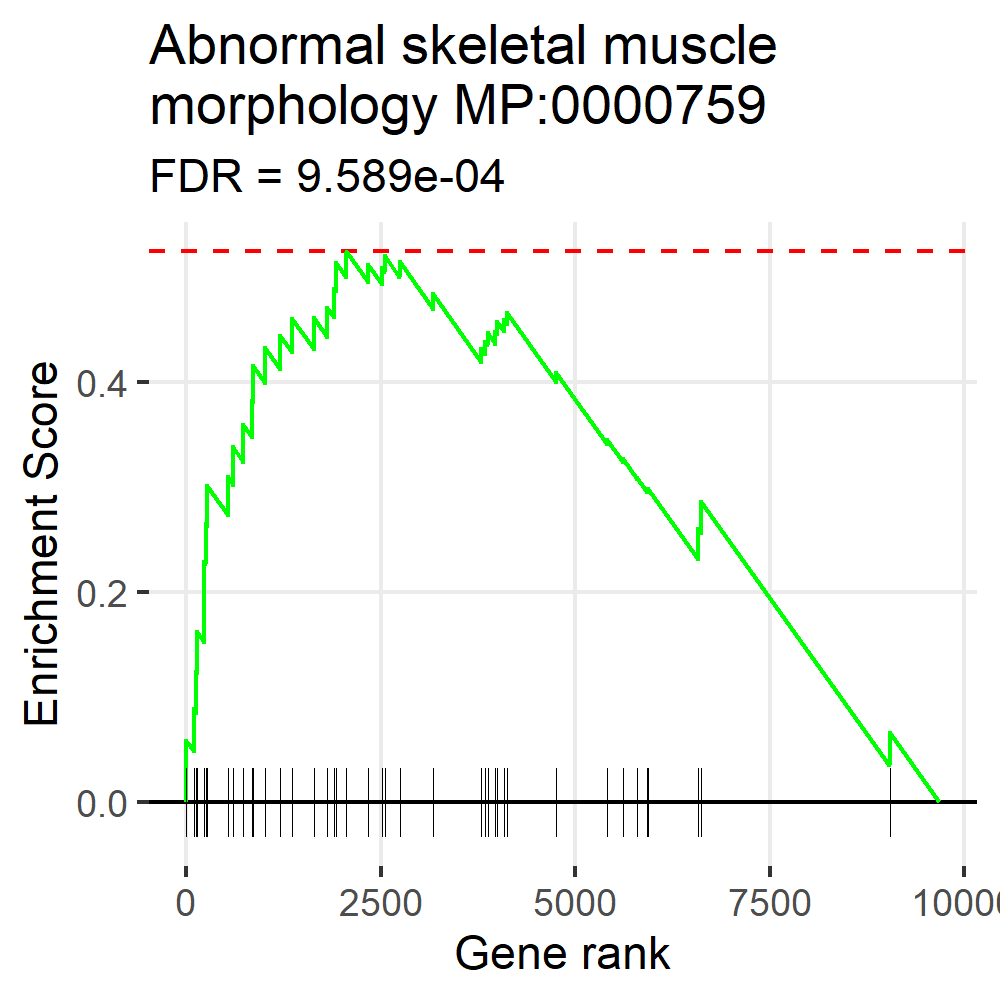 Abnormal skeletal muscle
morphology MP:0000759
FDR = 9.589e-04
Enrichment Score
0.4
0.2
0.0
0
2500
5000
7500
10000
Gene rank